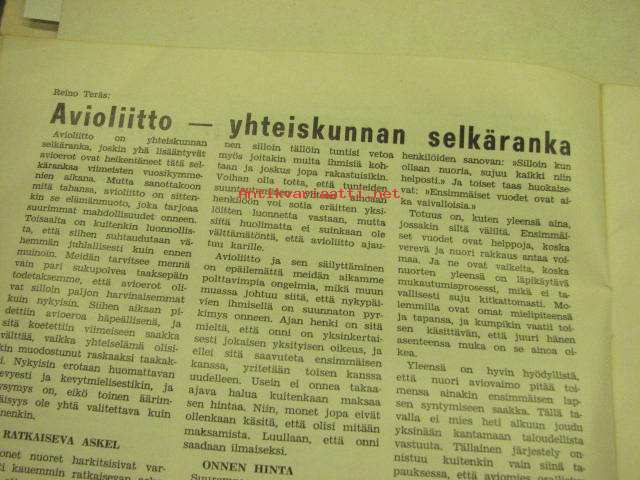 Reino Teräs:
Avioliitto — yhteiskunnan selkäranka
Avioliitto on yhteiskunnan
selkäranka, joskin yhä lisääntyvät
avioerot ovat heikentäneet tätä sel-
kärankaa viimeisten vuosikymme-
nien aikana. Mutta sanottakoon
mitä tahansa, avioliitto on sitten-
kin se elämänmuoto, joka tarjoaa
suurimmat mahdollisuudet onneen.
Toisaalta on kuitenkin luonnollis-
ta, että siihen suhtaudutaan vä-
hemmän juhlallisesti kuin ennen
muinoin. Meidän tarvitsee mennä
vain pari sukupolvea taaksepäin
todetaksemme, että avioerot oli-
vat silloin paljon harvinaisemmat
kuin nykyisin. Siihen aikaan pi-
dettiin avioeroa häpeällisenä, ja
sitä koetettiin viimeiseen saakka
välttää, vaikka yhteiselämä olisi-
kin muodostunut raskaaksi taakak-
si. Nykyisin erotaan huomattavan
kevyesti ja kevytmielisestikin, ja
kysymys on, eikö toinen äärim-
mäisyys ole yhtä valitettava kuin
toinenkin.
RATKAISEVA ASKEL
nuoret harkitsisivat var-
kauemmin ratkaisevan
nen silloin tällöin tuntisi vetoa
myös joitakin muita ihmisiä koh-
taan ja joskus jopa rakastuisikin.
Voihan olla totta, että tunteiden
henkilöön voi sotia eräitten yksi-
löitten luonnetta vastaan, mutta
siitä huolimatta ei suinkaan ole
välttämätöntä, että avioliitto ajau-
tuu karille.
Avioliitto ja sen säilyttäminen
on epäilemättä meidän aikamme
polttavimpia ongelmia, mikä muun
muassa johtuu siitä, että nykypäi-
vien ihmisellä on suunnaton pyr-
kimys onneen. Ajan henki on sitä
mieltä, että onni on yksinkertai-
sesti jokaisen yksityisen oikeus, ja
ellei sitä saavuteta ensimmäisen
kanssa, yritetään toisen kanssa
uudelleen. Usein ei onnea takaa-
ajava halua kuitenkaan maksaa
sen hintaa. Niin, monet jopa eivät
ollenkaan käsitä, että olisi mitään
maksamista. Luullaan, että onni
saadaan ilmaiseksi.
ONNEN HINTA
henkilöiden sanovan: »Silloin kun
ollaan nuoria, sujuu kaikki niin
helposti.» Ja toiset taas huokaise-
vat: »Ensimmäiset vuodet ovat ai-
ka vaivalloisia.»
Totuus on, kuten yleensä aina,
jossakin siltä väliltä. Ensimmäi-
set vuodet ovat helppoja, koska
verevä ja nuori rakkaus antaa voi-
maa. Ja ne ovat vaikeita, koska
nuorten yleensä on läpikäytävä
mukautumisprosessi, mikä ei ta-
vallisesti suju kitkattomasti. Mo-
lemmilla ovat omat mielipiteensä
ja tapansa, ja kumpikin vaatii toi-
sen käsittävän, että juuri hänen
asenteensa muka on se ainoa oi-
kea.
Yleensä on hyvin hyödyllistä,
että nuori aviovaimo pitää toi-
mensa ainakin ensimmäisen lap-
sen syntymiseen saakka. Tällä ta-
valla ei mies heti alkuun joudu
yksinään kantamaan taloudellista
vastuuta. Tällainen järjestely on-
nistuu kuitenkin vain siinä ta-
pauksessa, että
Antikvariaatti.net